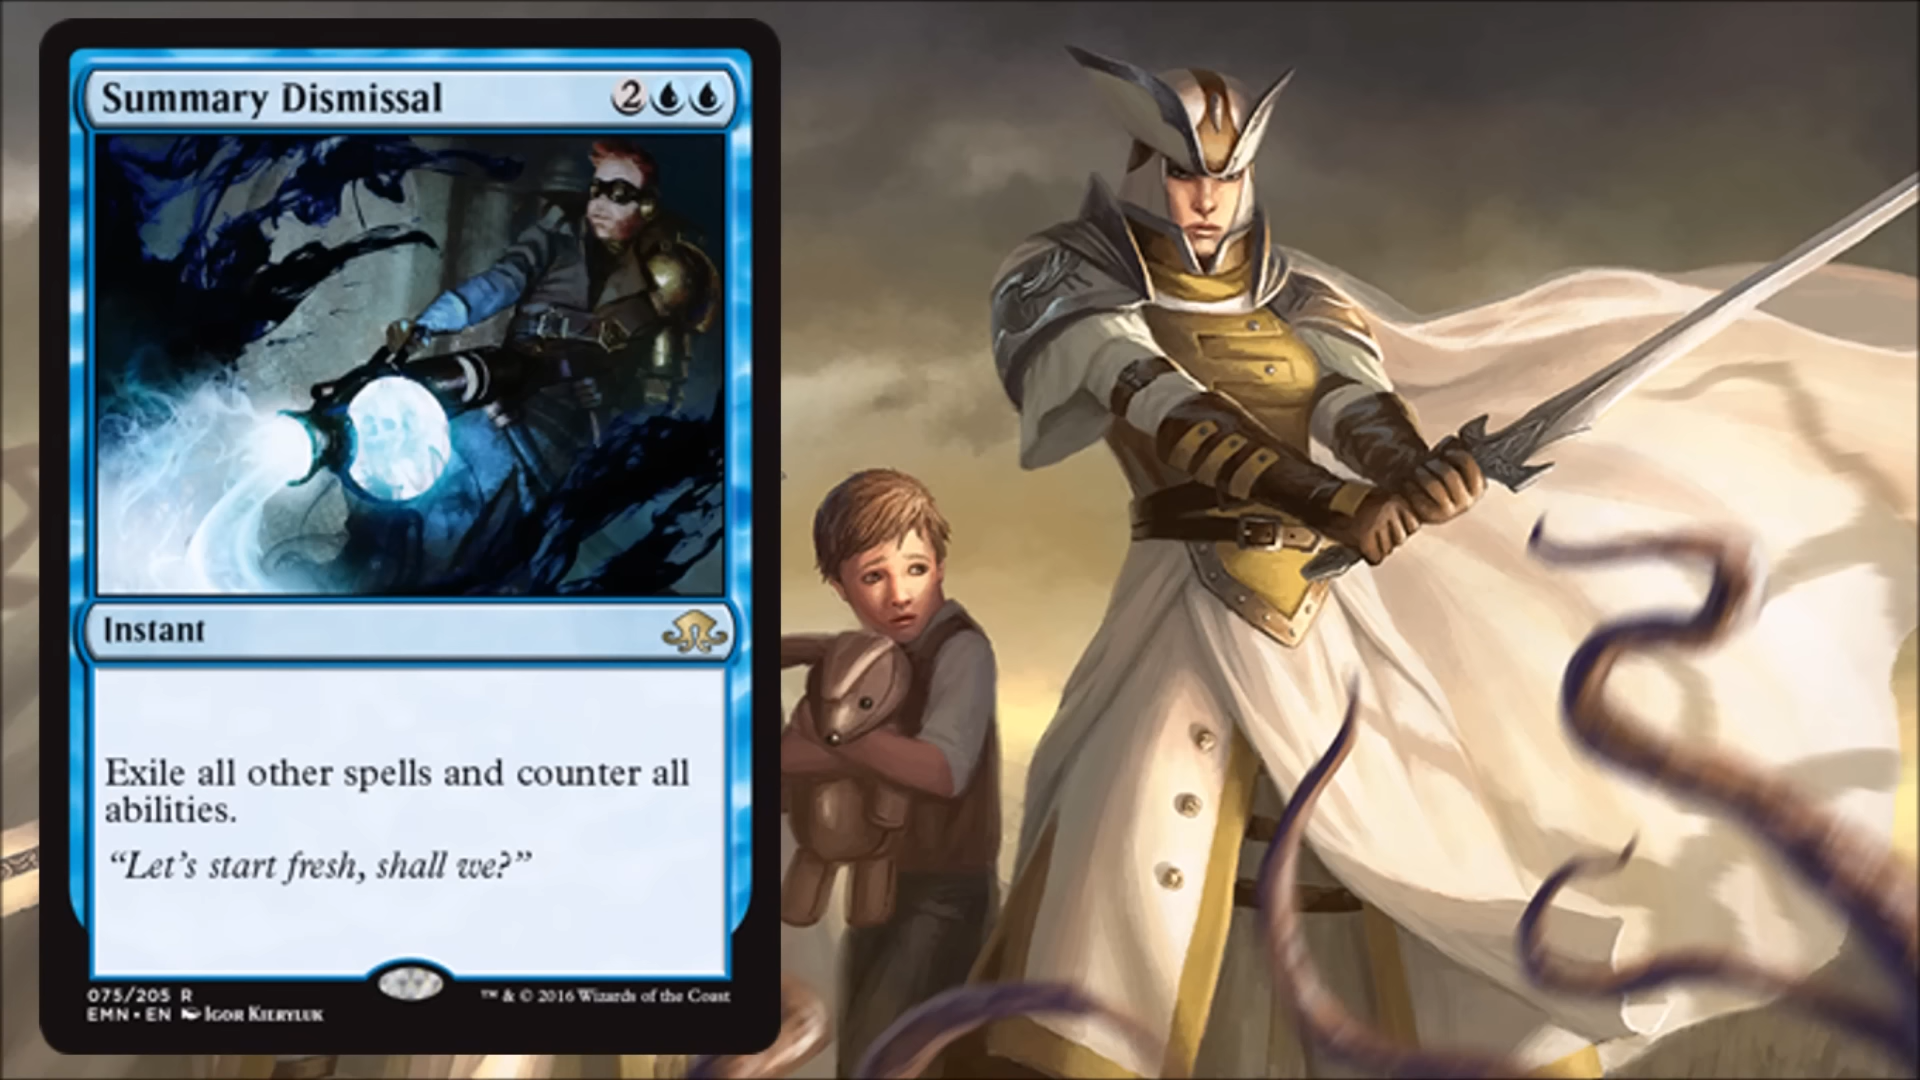 Summary Dismissal 2
Instant
Exile all other spells and counter all
abilities.
“Let’s start fresh, shall we?”
075/205 R
™ & © 2016 Wizards of the Coast
EMN • EN Igor Kieryluk